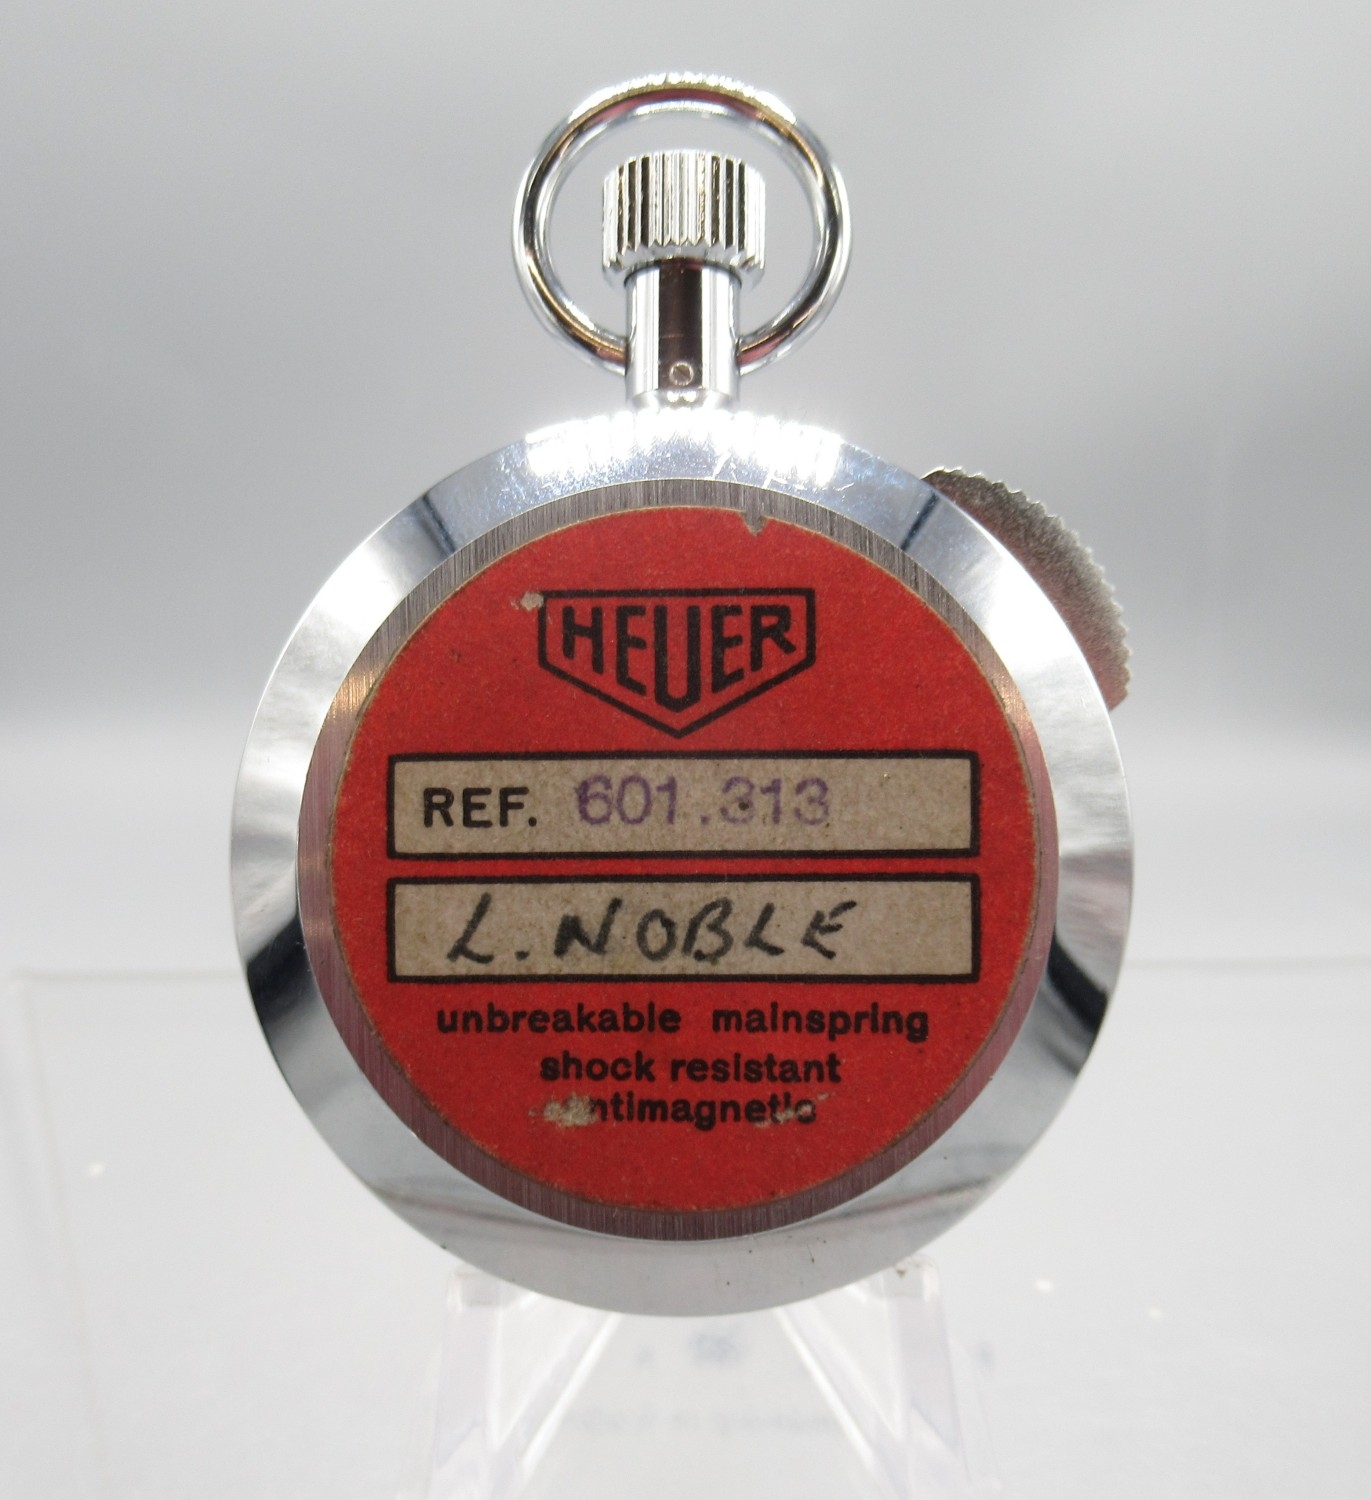 HEUER
REF. 601.313
L. NOBLE
unbreakable mainspring
shock resistant
antimagnetic